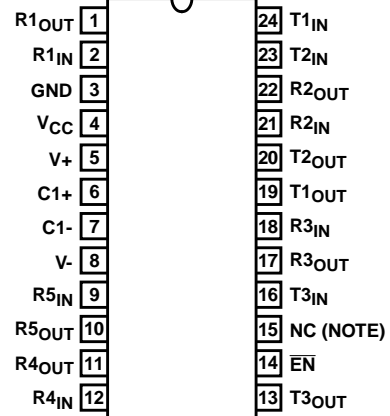 R1OUT 1 24 T1IN
R1IN 2 23 T2IN
GND 3 22 R2OUT
VCC 4 21 R2IN
V+ 5 20 T2OUT
C1+ 6 19 T1OUT
C1- 7 18 R3IN
V- 8 17 R3OUT
R5IN 9 16 T3IN
R5OUT 10 15 NC (NOTE)
R4OUT 11 14 E̅N̅
R4IN 12 13 T3OUT